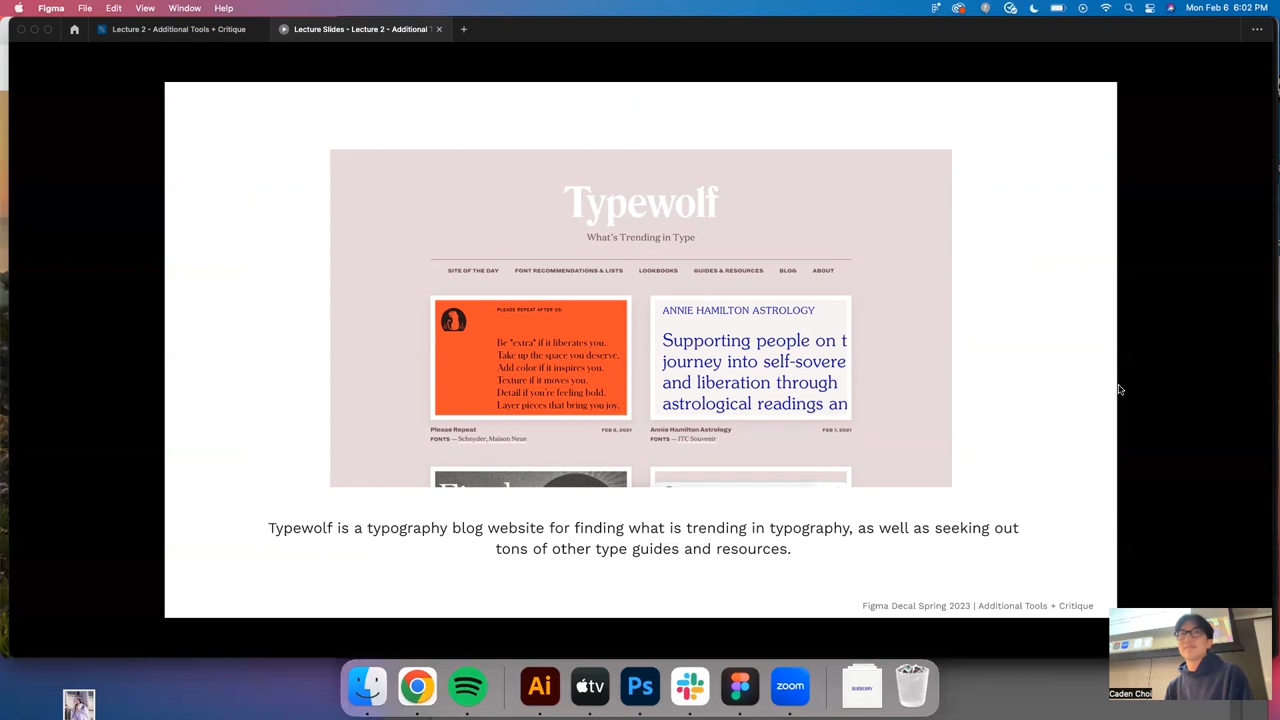 Figma File Edit View Window Help
Mon Feb 6 6:02 PM
Lecture 2 - Additional Tools + Critique
Lecture Slides - Lecture 2 - Additional
Typewolf
What's Trending in Type
SITE OF THE DAY FONT RECOMMENDATIONS & LISTS LOOKBOOKS GUIDES & RESOURCES BLOG ABOUT
PLEASE REPEAT AFTER US:
Be "extra" if it liberates you.
Take up the space you deserve.
Add color if it inspires you.
Texture if it moves you.
Detail if you're feeling bold.
Layer pieces that bring you joy.
Please Repeat
FEB 8, 2021
FONTS — Schnyder, Maison Neue
ANNIE HAMILTON ASTROLOGY
Supporting people on t
journey into self-sovere
and liberation through
astrological readings an
Annie Hamilton Astrology
FEB 7, 2021
FONTS — ITC Souvenir
Typewolf is a typography blog website for finding what is trending in typography, as well as seeking out
tons of other type guides and resources.
Figma Decal Spring 2023 | Additional Tools + Critique
Caden Choi
Ai
tv
Ps
zoom
BURBERRY